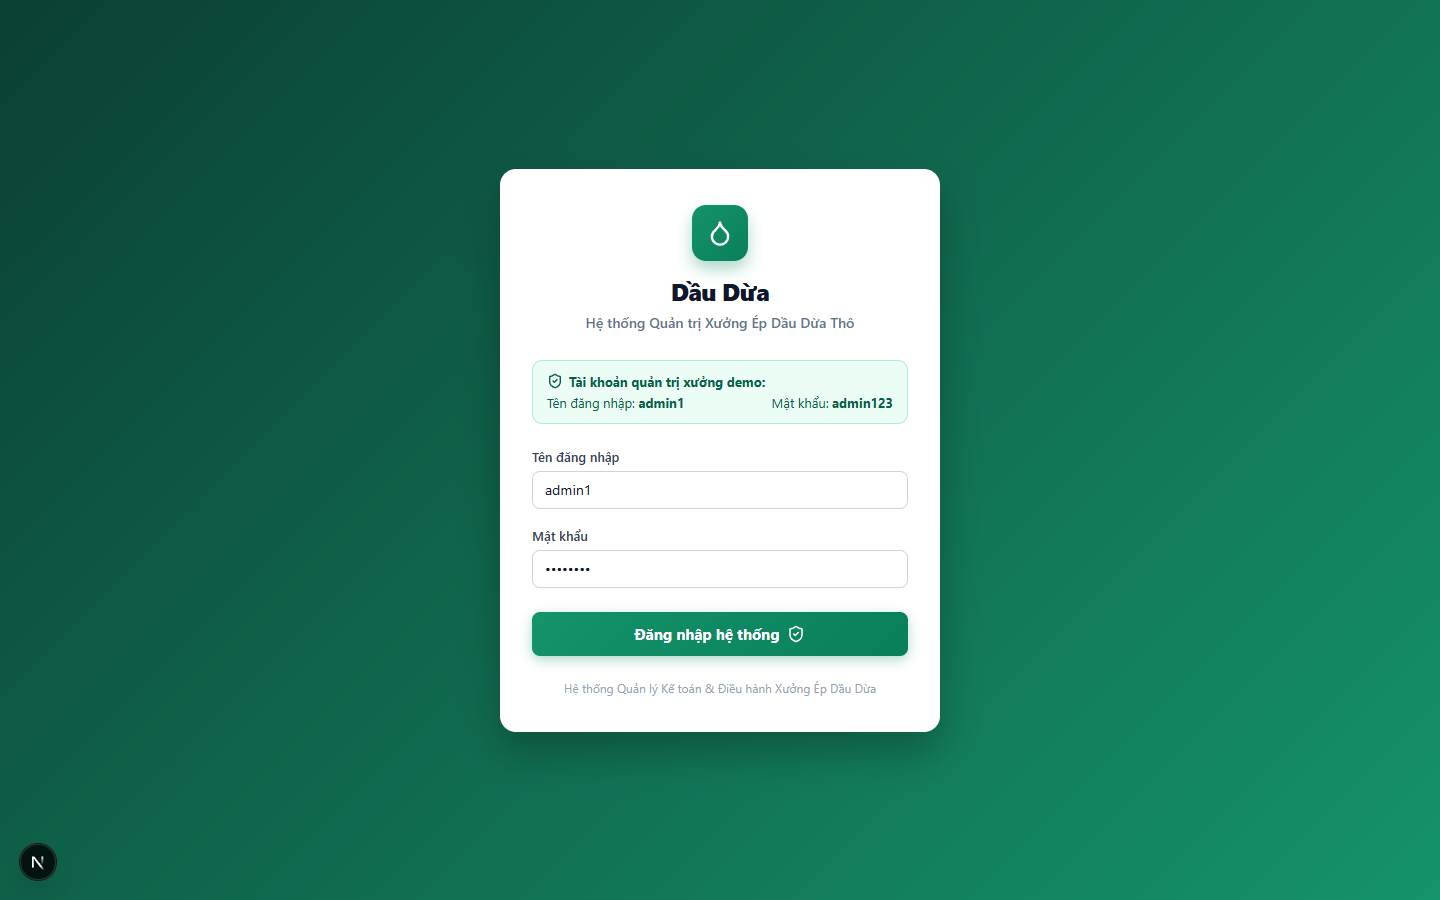 Dầu Dừa
Hệ thống Quản trị Xưởng Ép Dầu Dừa Thô
Tài khoản quản trị xưởng demo:
Tên đăng nhập: admin1 Mật khẩu: admin123
Tên đăng nhập
admin1
Mật khẩu
••••••••
Đăng nhập hệ thống
Hệ thống Quản lý Kế toán & Điều hành Xưởng Ép Dầu Dừa
N